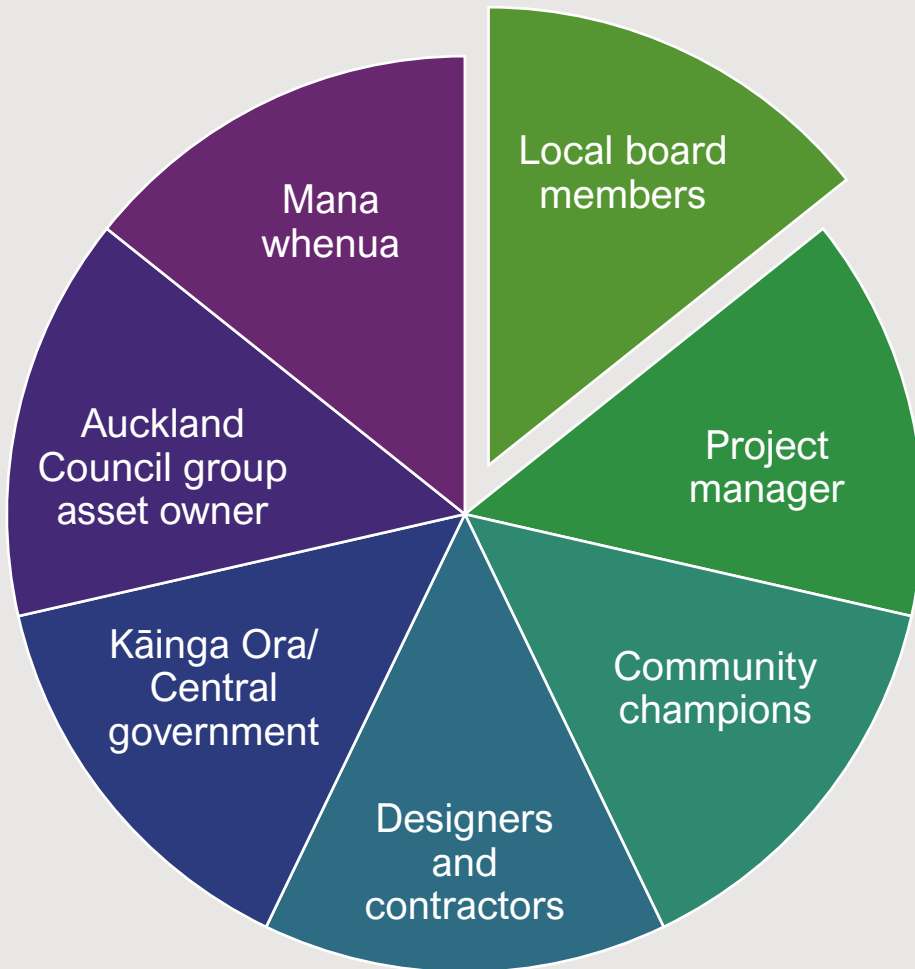 Local board
members
Project
manager
Community
champions
Designers
and
contractors
Kāinga Ora/
Central
government
Auckland
Council group
asset owner
Mana
whenua